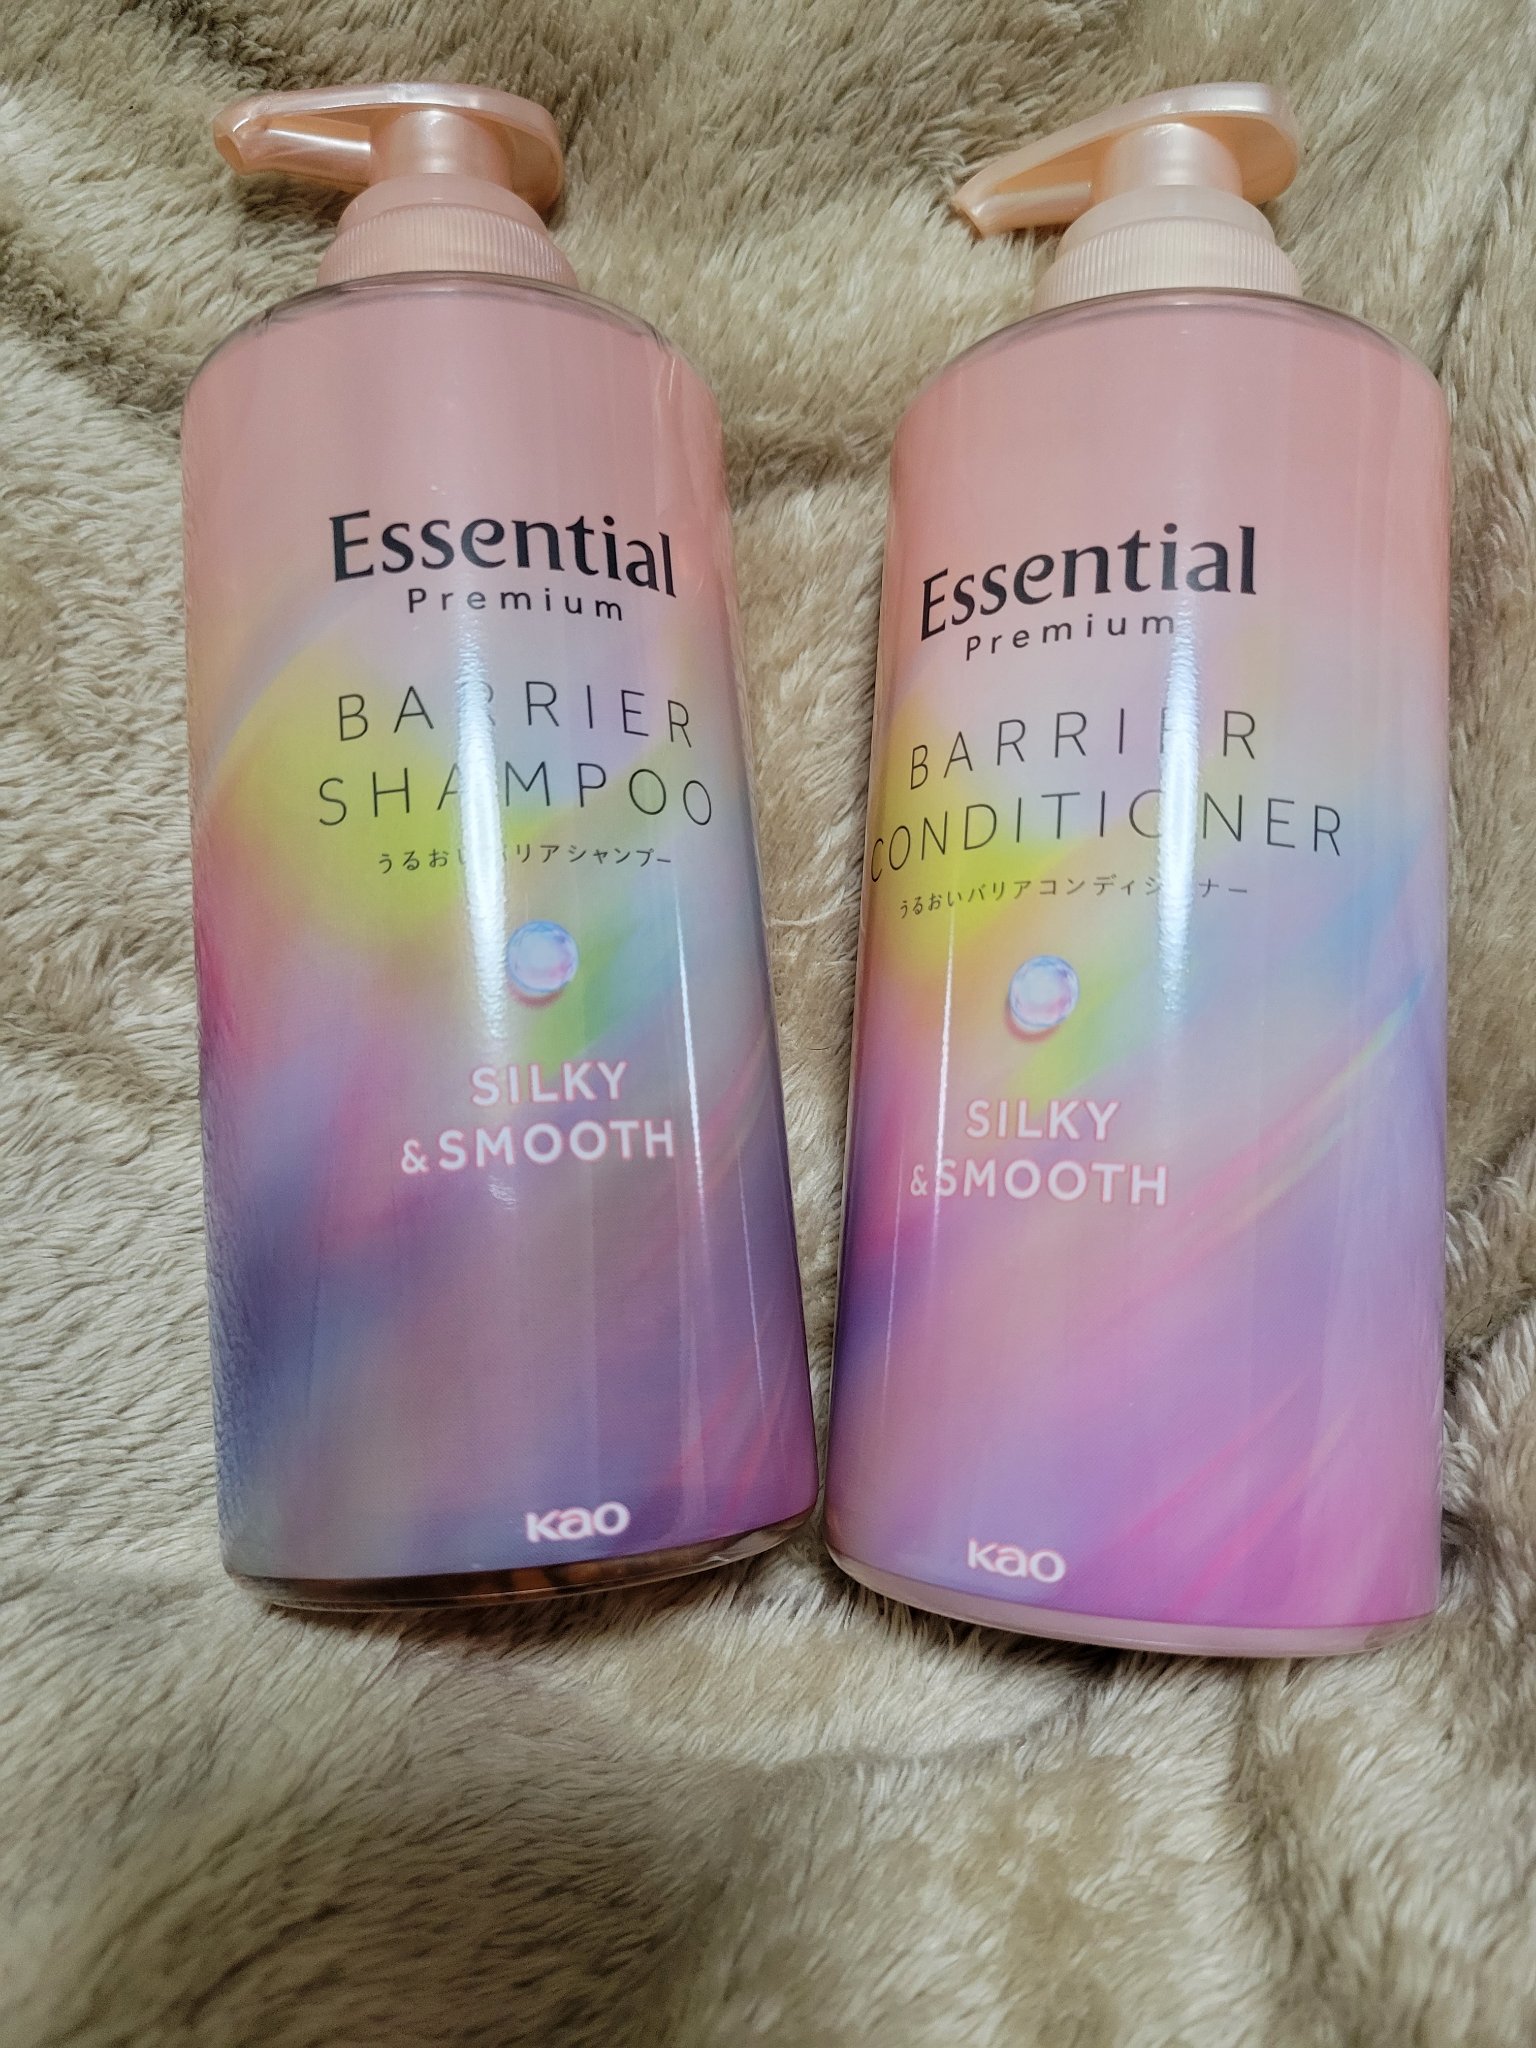 Essential
Premium
BARRIER
SHAMPOO
うるおいバリアシャンプー
SILKY
&SMOOTH
Kao
Essential
Premium
BARRIER
CONDITIONER
うるおいバリアコンディショナー
SILKY
&SMOOTH
Kao